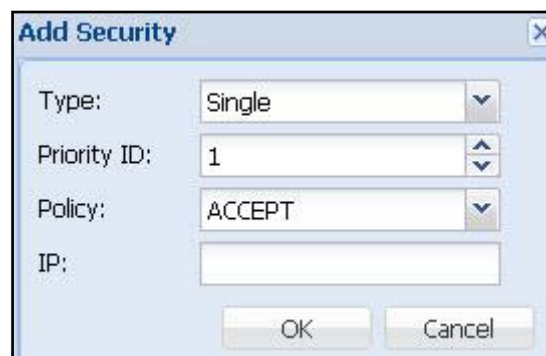 Add Security
Type: Single
Priority ID: 1
Policy: ACCEPT
IP:
OK Cancel